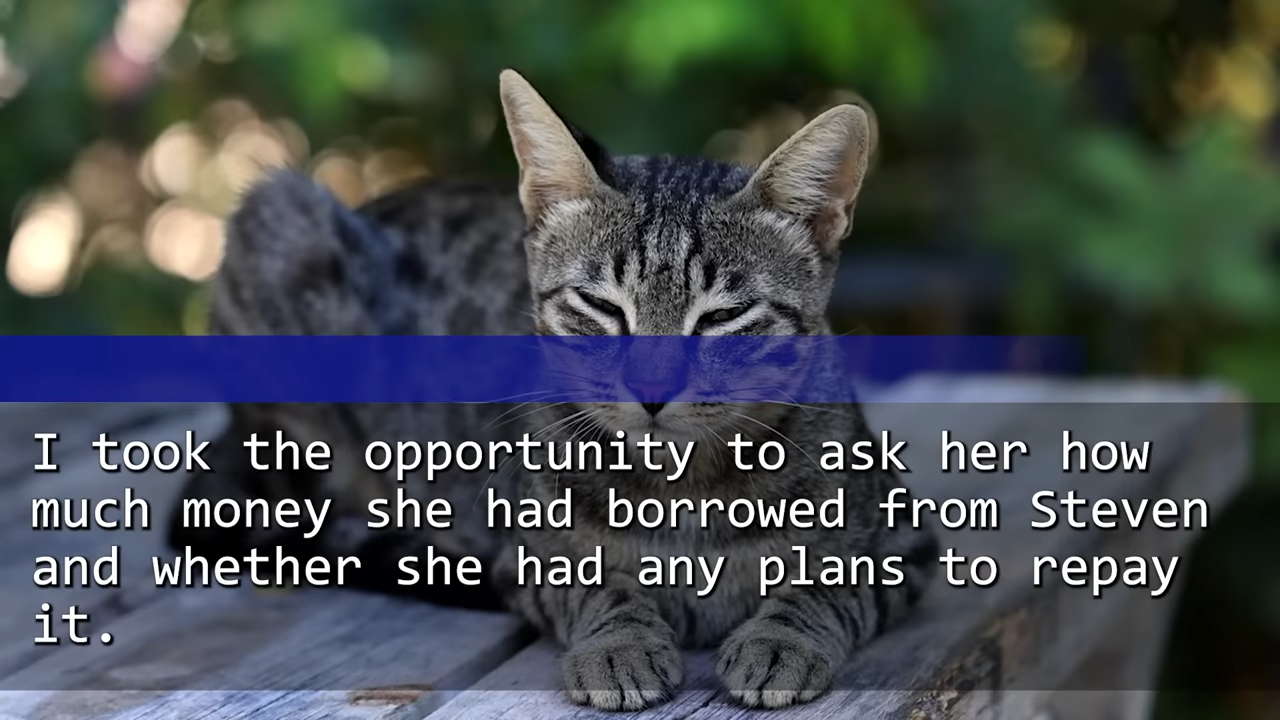 I took the opportunity to ask her how
much money she had borrowed from Steven
and whether she had any plans to repay
it.